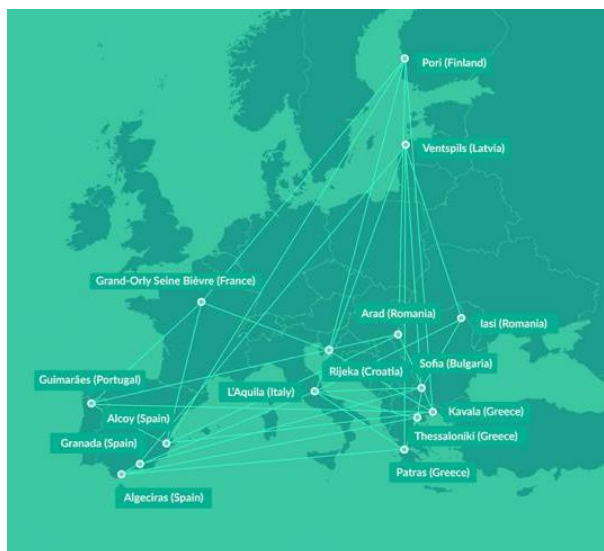 Pori (Finland)
Ventspils (Latvia)
Grand-Orly Seine Bièvre (France)
Arad (Romania)
Iasi (Romania)
Guimarães (Portugal)
L'Aquila (Italy)
Rijeka (Croatia)
Sofia (Bulgaria)
Alcoy (Spain)
Kavala (Greece)
Granada (Spain)
Thessaloniki (Greece)
Patras (Greece)
Algeciras (Spain)